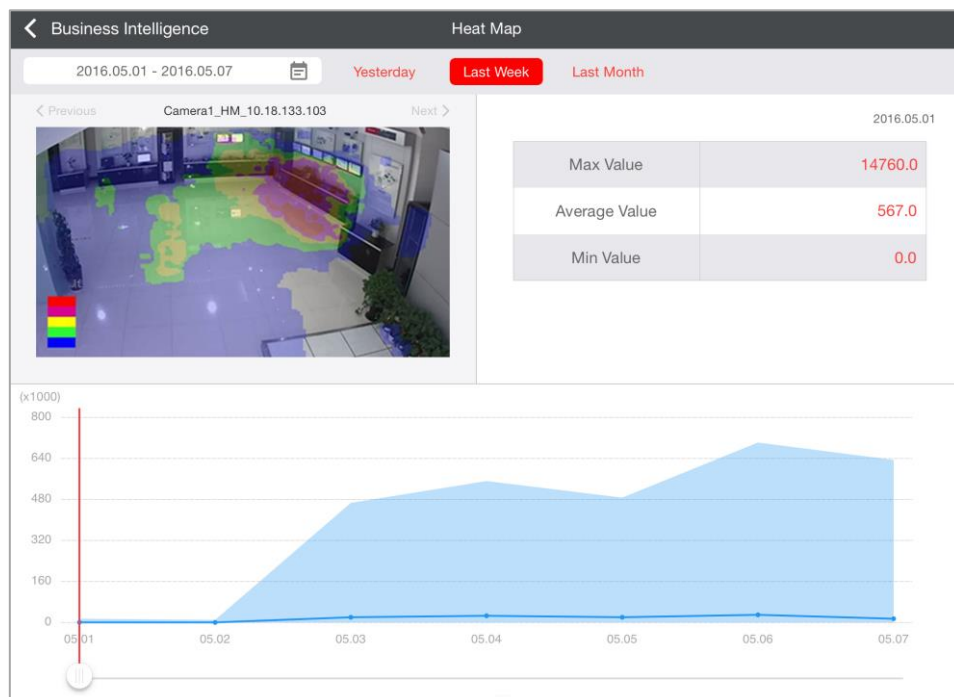 Business Intelligence Heat Map
2016.05.01 - 2016.05.07 Yesterday Last Week Last Month
Previous Camera1_HM_10.18.133.103 Next
2016.05.01
Max Value 14760.0
Average Value 567.0
Min Value 0.0
(x1000)
800
640
480
320
160
0
05.01 05.02 05.03 05.04 05.05 05.06 05.07